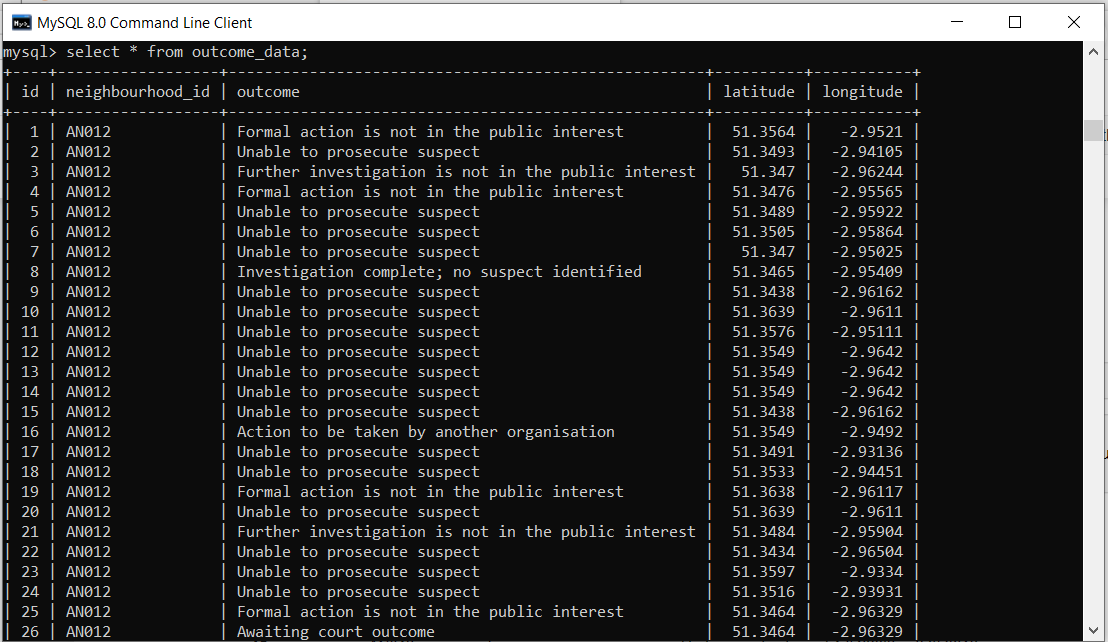 MySQL 8.0 Command Line Client
mysql> select * from outcome_data;
+----+------------------+-----------------------------------------------------+----------+-----------+
| id | neighbourhood_id | outcome                                             | latitude | longitude |
+----+------------------+-----------------------------------------------------+----------+-----------+
|  1 | AN012            | Formal action is not in the public interest         |  51.3564 |   -2.9521 |
|  2 | AN012            | Unable to prosecute suspect                         |  51.3493 |  -2.94105 |
|  3 | AN012            | Further investigation is not in the public interest |   51.347 |  -2.96244 |
|  4 | AN012            | Formal action is not in the public interest         |  51.3476 |  -2.95565 |
|  5 | AN012            | Unable to prosecute suspect                         |  51.3489 |  -2.95922 |
|  6 | AN012            | Unable to prosecute suspect                         |  51.3505 |  -2.95864 |
|  7 | AN012            | Unable to prosecute suspect                         |   51.347 |  -2.95025 |
|  8 | AN012            | Investigation complete; no suspect identified       |  51.3465 |  -2.95409 |
|  9 | AN012            | Unable to prosecute suspect                         |  51.3438 |  -2.96162 |
| 10 | AN012            | Unable to prosecute suspect                         |  51.3639 |   -2.9611 |
| 11 | AN012            | Unable to prosecute suspect                         |  51.3576 |  -2.95111 |
| 12 | AN012            | Unable to prosecute suspect                         |  51.3549 |   -2.9642 |
| 13 | AN012            | Unable to prosecute suspect                         |  51.3549 |   -2.9642 |
| 14 | AN012            | Unable to prosecute suspect                         |  51.3549 |   -2.9642 |
| 15 | AN012            | Unable to prosecute suspect                         |  51.3438 |  -2.96162 |
| 16 | AN012            | Action to be taken by another organisation          |  51.3549 |   -2.9492 |
| 17 | AN012            | Unable to prosecute suspect                         |  51.3491 |  -2.93136 |
| 18 | AN012            | Unable to prosecute suspect                         |  51.3533 |  -2.94451 |
| 19 | AN012            | Formal action is not in the public interest         |  51.3638 |  -2.96117 |
| 20 | AN012            | Unable to prosecute suspect                         |  51.3639 |   -2.9611 |
| 21 | AN012            | Further investigation is not in the public interest |  51.3484 |  -2.95904 |
| 22 | AN012            | Unable to prosecute suspect                         |  51.3434 |  -2.96504 |
| 23 | AN012            | Unable to prosecute suspect                         |  51.3597 |   -2.9334 |
| 24 | AN012            | Unable to prosecute suspect                         |  51.3516 |  -2.93931 |
| 25 | AN012            | Formal action is not in the public interest         |  51.3464 |  -2.96329 |
| 26 | AN012            | Awaiting court outcome                              |  51.3464 |  -2.96329 |